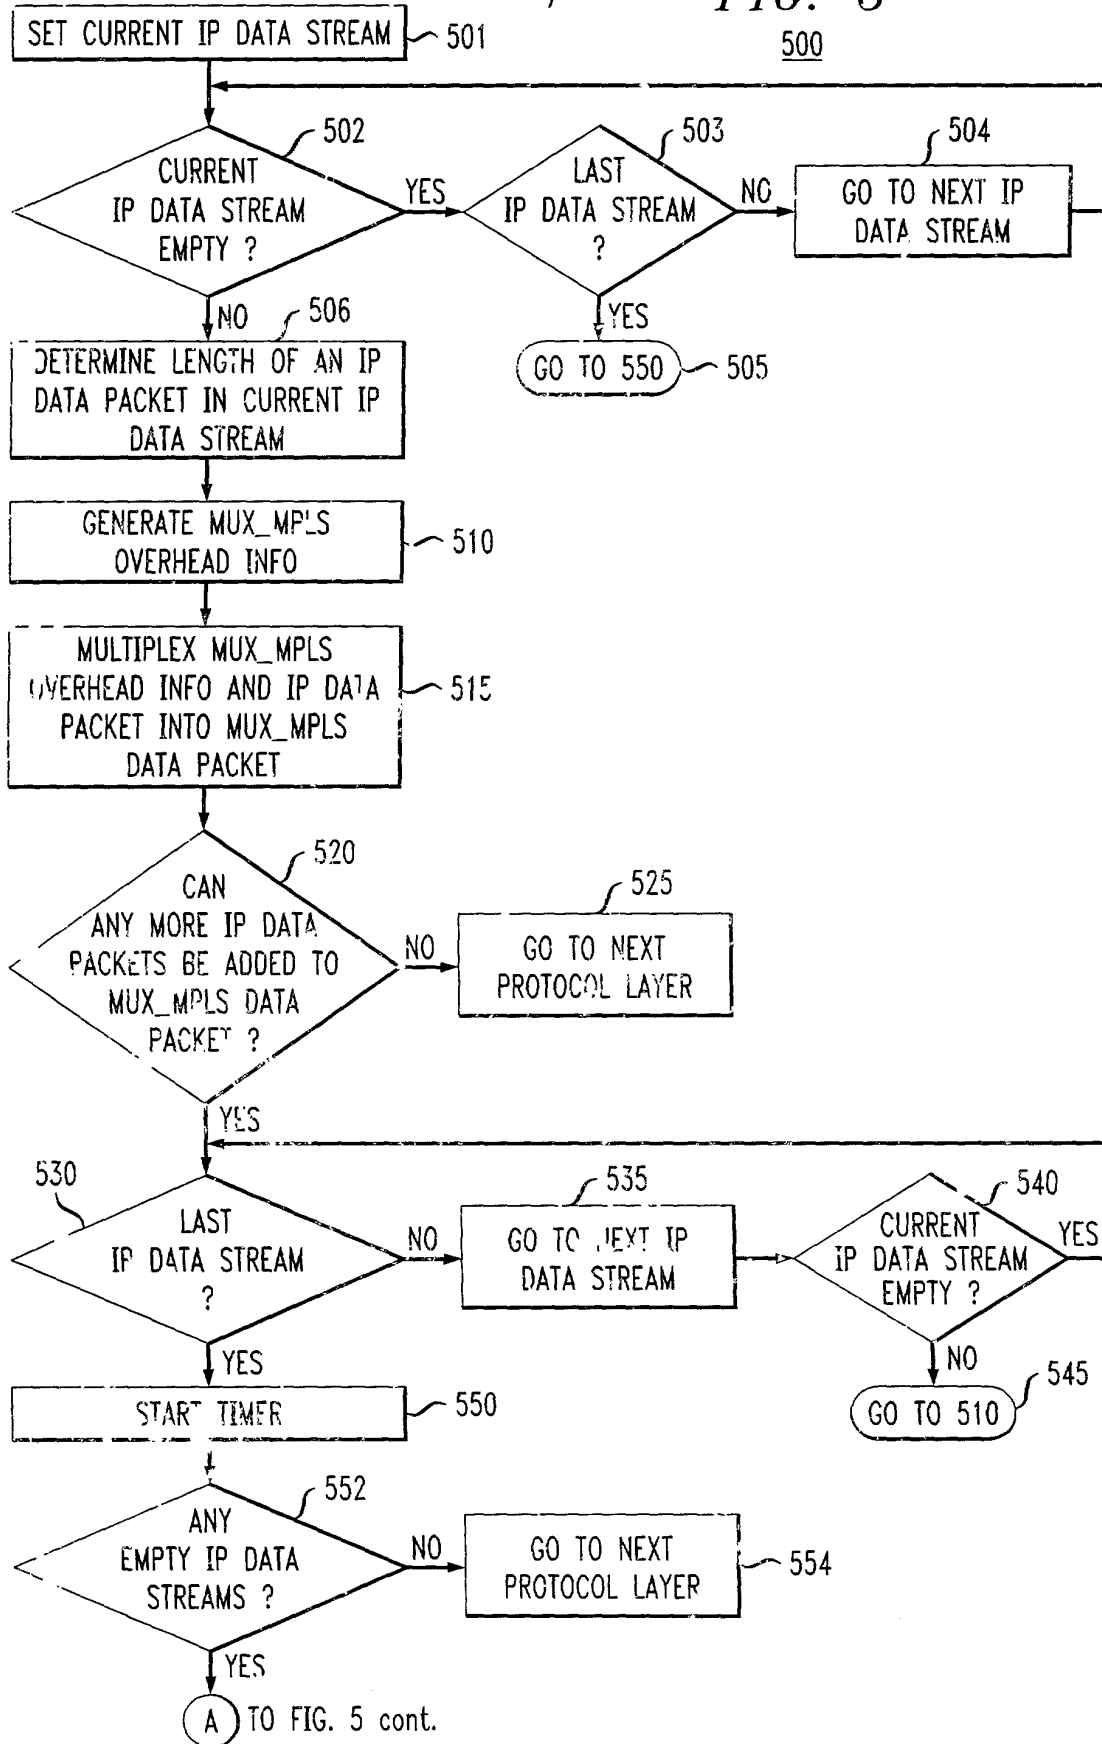 FIG. 5
500
SET CURRENT IP DATA STREAM
501
502
CURRENT
IP DATA STREAM
EMPTY ?
YES
503
LAST
IP DATA STREAM
?
NO
504
GO TO NEXT IP
DATA STREAM
NO
YES
GO TO 550
505
506
DETERMINE LENGTH OF AN IP
DATA PACKET IN CURRENT IP
DATA STREAM
GENERATE MUX_MPLS
OVERHEAD INFO
510
MULTIPLEX MUX_MPLS
OVERHEAD INFO AND IP DATA
PACKET INTO MUX_MPLS
DATA PACKET
515
520
CAN
ANY MORE IP DATA
PACKETS BE ADDED TO
MUX_MPLS DATA
PACKET ?
NO
525
GO TO NEXT
PROTOCOL LAYER
YES
530
LAST
IP DATA STREAM
?
NO
535
GO TO NEXT IP
DATA STREAM
540
CURRENT
IP DATA STREAM
EMPTY ?
YES
NO
545
GO TO 510
YES
START TIMER
550
552
ANY
EMPTY IP DATA
STREAMS ?
NO
GO TO NEXT
PROTOCOL LAYER
554
YES
A
TO FIG. 5 cont.